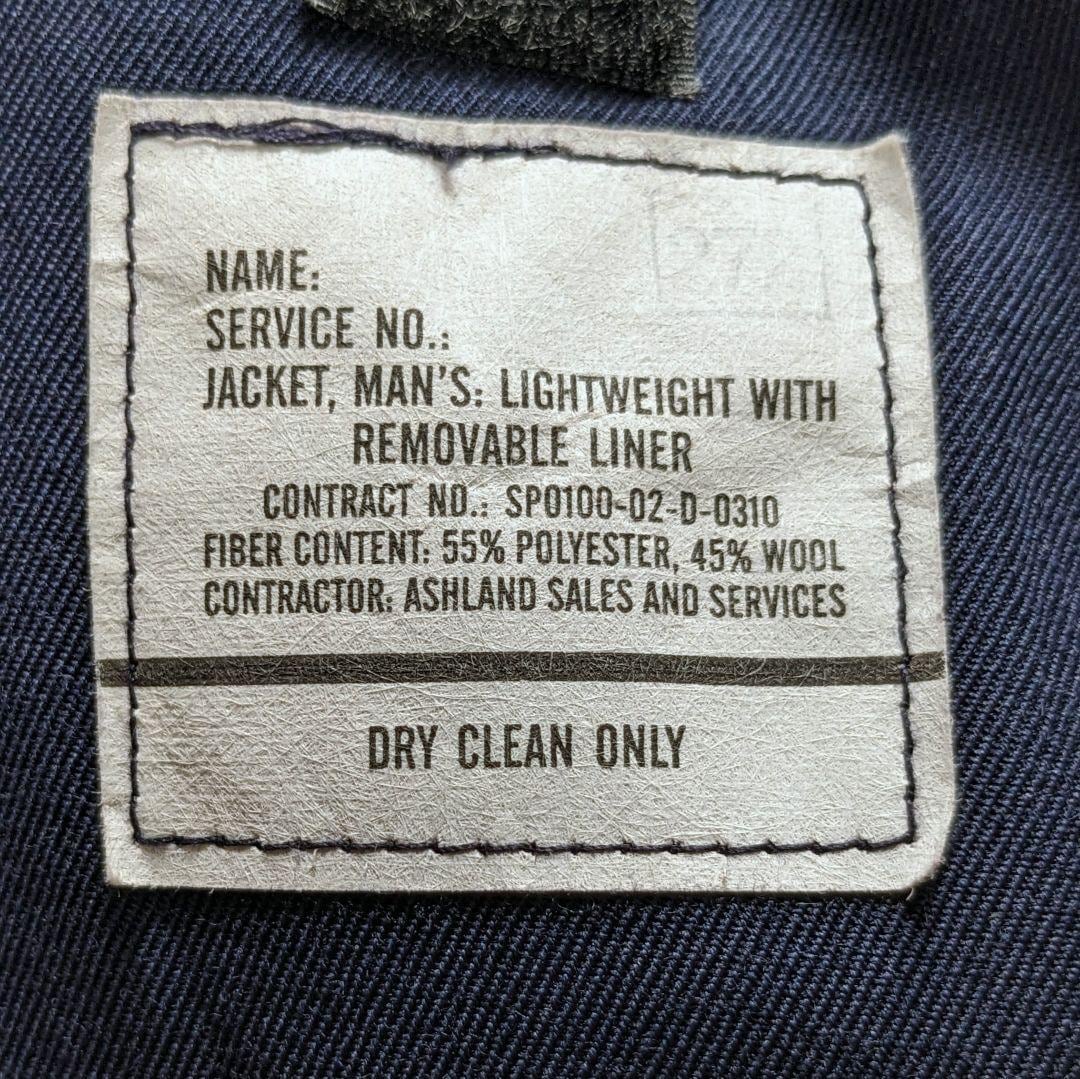 NAME:
SERVICE NO.:
JACKET, MAN'S: LIGHTWEIGHT WITH
REMOVABLE LINER
CONTRACT NO.: SP0100-02-D-0310
FIBER CONTENT: 55% POLYESTER, 45% WOOL
CONTRACTOR: ASHLAND SALES AND SERVICES
DRY CLEAN ONLY